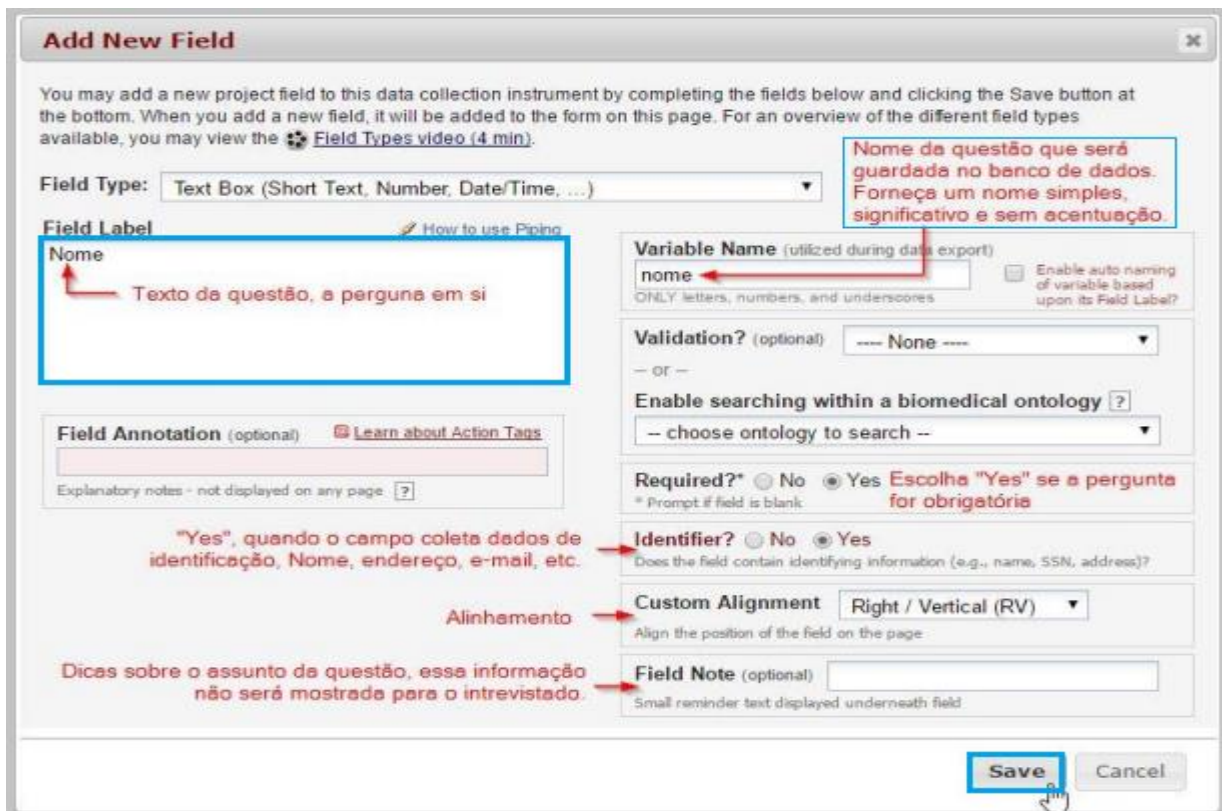 Add New Field
You may add a new project field to this data collection instrument by completing the fields below and clicking the Save button at
the bottom. When you add a new field, it will be added to the form on this page. For an overview of the different field types
available, you may view the Field Types video (4 min).
Nome da questão que será
guardada no banco de dados.
Forneça um nome simples,
significativo e sem acentuação.
Field Type: Text Box (Short Text, Number, Date/Time, ...)
Field Label How to use Piping
Nome
Texto da questão, a perguna em si
Variable Name (utilized during data export)
nome
ONLY letters, numbers, and underscores
Enable auto naming
of variable based
upon its Field Label?
Validation? (optional) ---- None ----
-- or --
Enable searching within a biomedical ontology ?
-- choose ontology to search --
Field Annotation (optional) Learn about Action Tags
Explanatory notes - not displayed on any page ?
Required?* No Yes Escolha "Yes" se a pergunta
for obrigatória
* Prompt if field is blank
"Yes", quando o campo coleta dados de
identificação, Nome, endereço, e-mail, etc.
Identifier? No Yes
Does the field contain identifying information (e.g., name, SSN, address)?
Alinhamento
Custom Alignment Right / Vertical (RV)
Align the position of the field on the page
Dicas sobre o assunto da questão, essa informação
não será mostrada para o intrevistado.
Field Note (optional)
Small reminder text displayed underneath field
Save Cancel